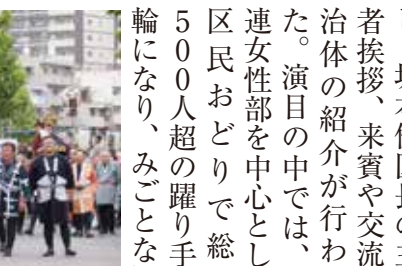 坂本健区長の主
者挨拶、来賓や交流
治体の紹介が行わ
た。演目の中では、
連女性部を中心とし
区民おどりで総
500人超の躍り手
輪になり、みごとな